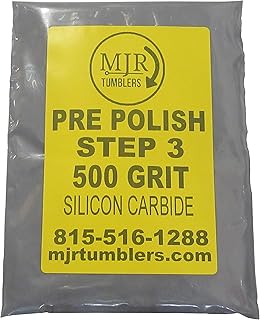 MJR
TUMBLERS
PRE POLISH
STEP 3
500 GRIT
SILICON CARBIDE
815-516-1288
mjrtumblers.com